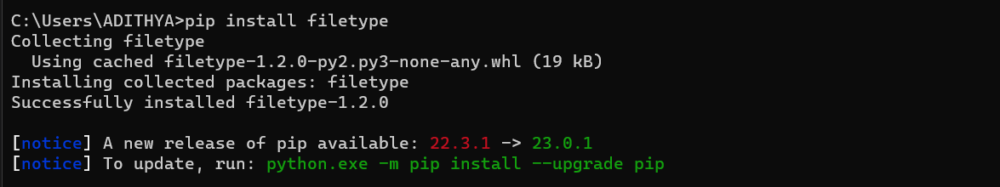 C:\Users\ADITHYA>pip install filetype
Collecting filetype
  Using cached filetype-1.2.0-py2.py3-none-any.whl (19 kB)
Installing collected packages: filetype
Successfully installed filetype-1.2.0

[notice] A new release of pip available: 22.3.1 -> 23.0.1
[notice] To update, run: python.exe -m pip install --upgrade pip